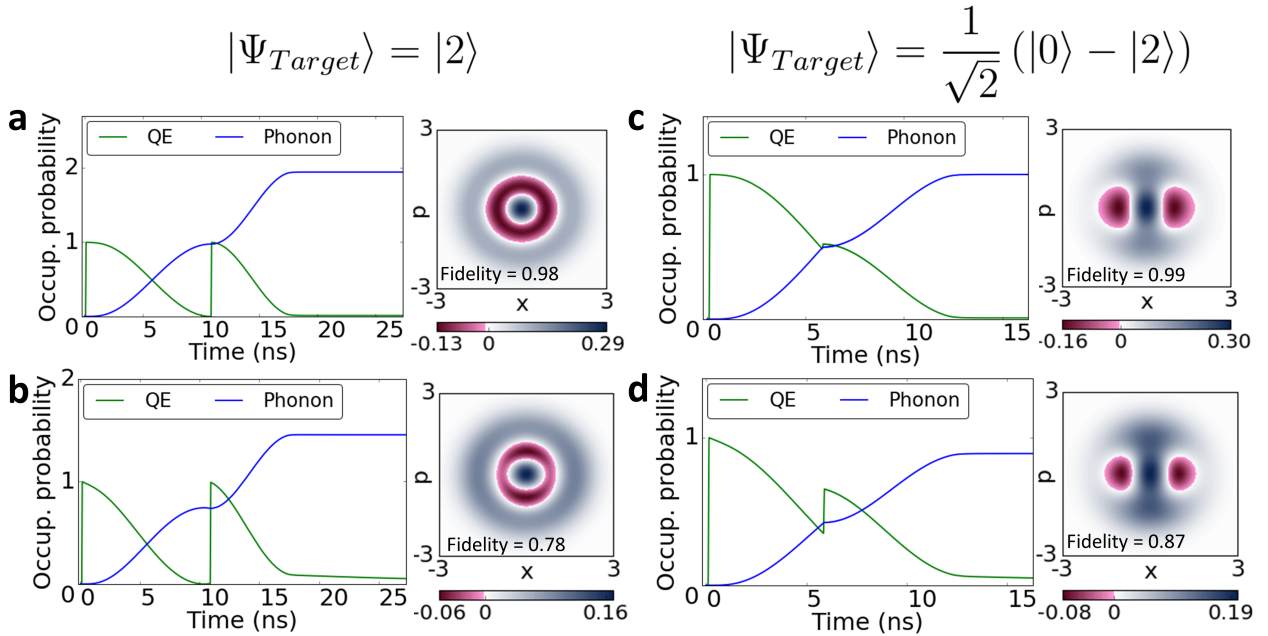 |Ψ_Target⟩ = |2⟩
|Ψ_Target⟩ = 1/√2 (|0⟩ − |2⟩)
a
Occup. probability
QE Phonon
2
1
0
0 5 10 15 20 25
Time (ns)
3
p
-3
Fidelity = 0.98
-3 x 3
-0.13 0 0.29
c
Occup. probability
QE Phonon
1
0
0 5 10 15
Time (ns)
3
p
-3
Fidelity = 0.99
-3 x 3
-0.16 0 0.30
b
Occup. probability
QE Phonon
2
1
0
0 5 10 15 20 25
Time (ns)
3
p
-3
Fidelity = 0.78
-3 x 3
-0.06 0 0.16
d
Occup. probability
QE Phonon
1
0
0 5 10 15
Time (ns)
3
p
-3
Fidelity = 0.87
-3 x 3
-0.08 0 0.19